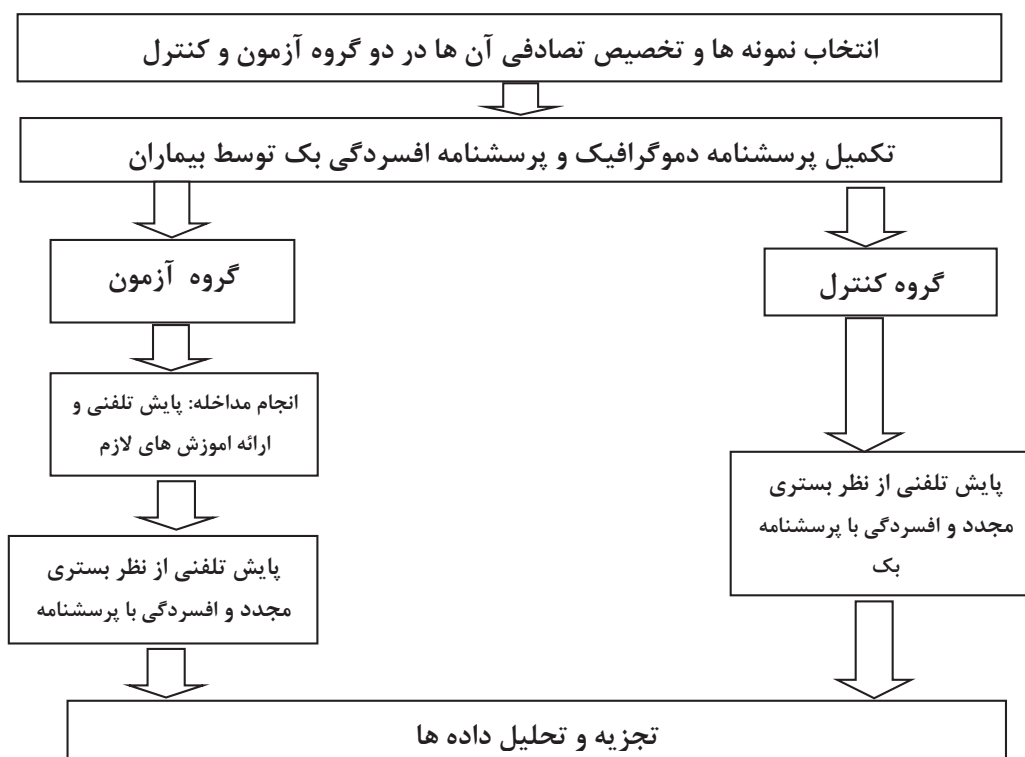 انتخاب نمونه ها و تخصیص تصادفی آن ها در دو گروه آزمون و کنترل
تکمیل پرسشنامه دموگرافیک و پرسشنامه افسردگی بک توسط بیماران
گروه کنترل
گروه آزمون
انجام مداخله: پایش تلفنی و
ارائه اموزش های لازم
پایش تلفنی از نظر بستری
مجدد و افسردگی با پرسشنامه
بک
پایش تلفنی از نظر بستری
مجدد و افسردگی با پرسشنامه
تجزیه و تحلیل داده ها